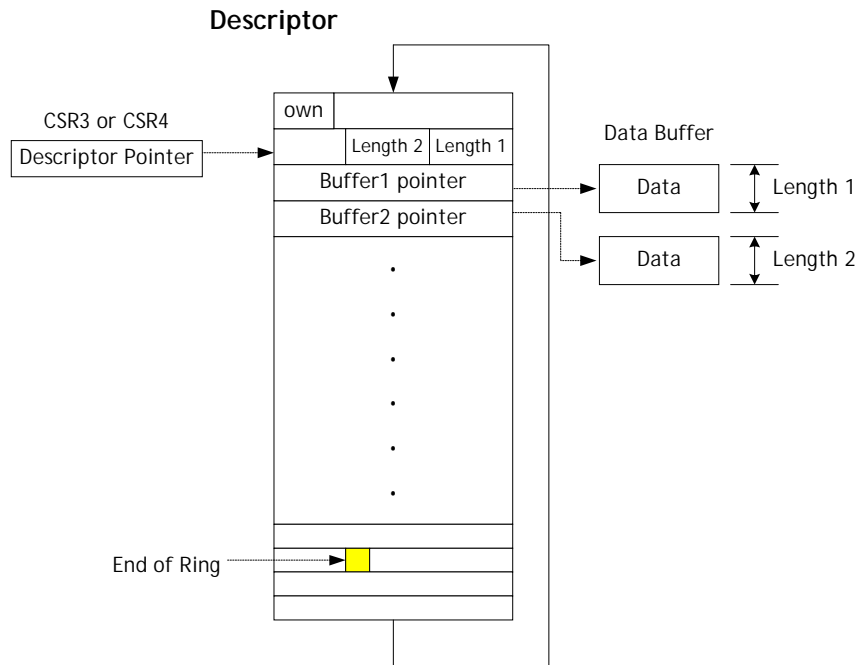 Descriptor
own
CSR3 or CSR4
Descriptor Pointer
Length 2
Length 1
Data Buffer
Buffer1 pointer
Data
Length 1
Buffer2 pointer
Data
Length 2
End of Ring